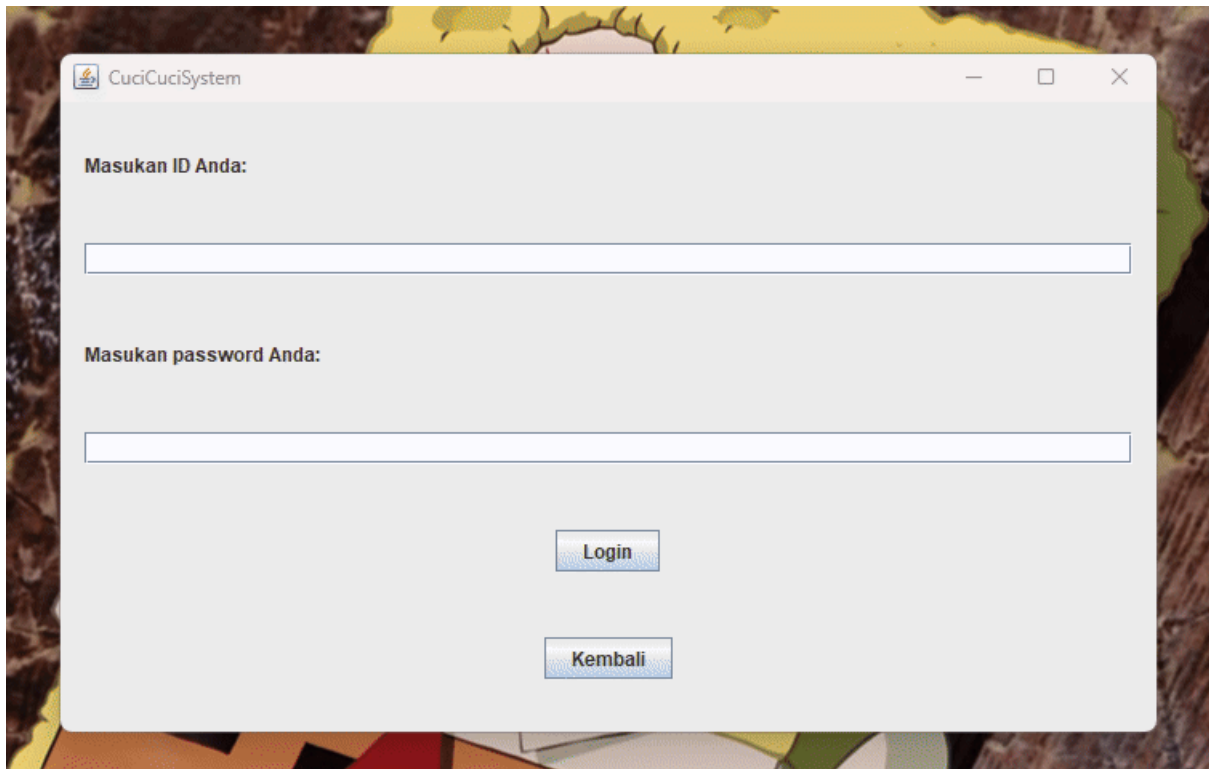 CuciCuciSystem
Masukan ID Anda:
Masukan password Anda:
Login
Kembali